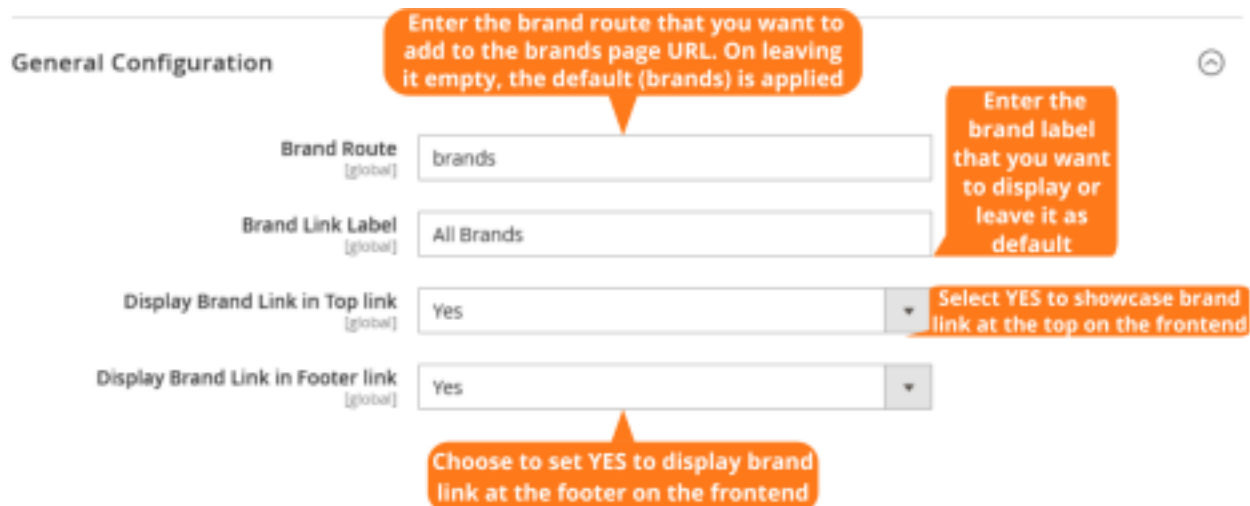 Enter the brand route that you want to
add to the brands page URL. On leaving
it empty, the default (brands) is applied
General Configuration
Enter the
brand label
that you want
to display or
leave it as
default
Brand Route
[global]
brands
Brand Link Label
[global]
All Brands
Display Brand Link in Top link
[global]
Yes
Select YES to showcase brand
link at the top on the frontend
Display Brand Link in Footer link
[global]
Yes
Choose to set YES to display brand
link at the footer on the frontend